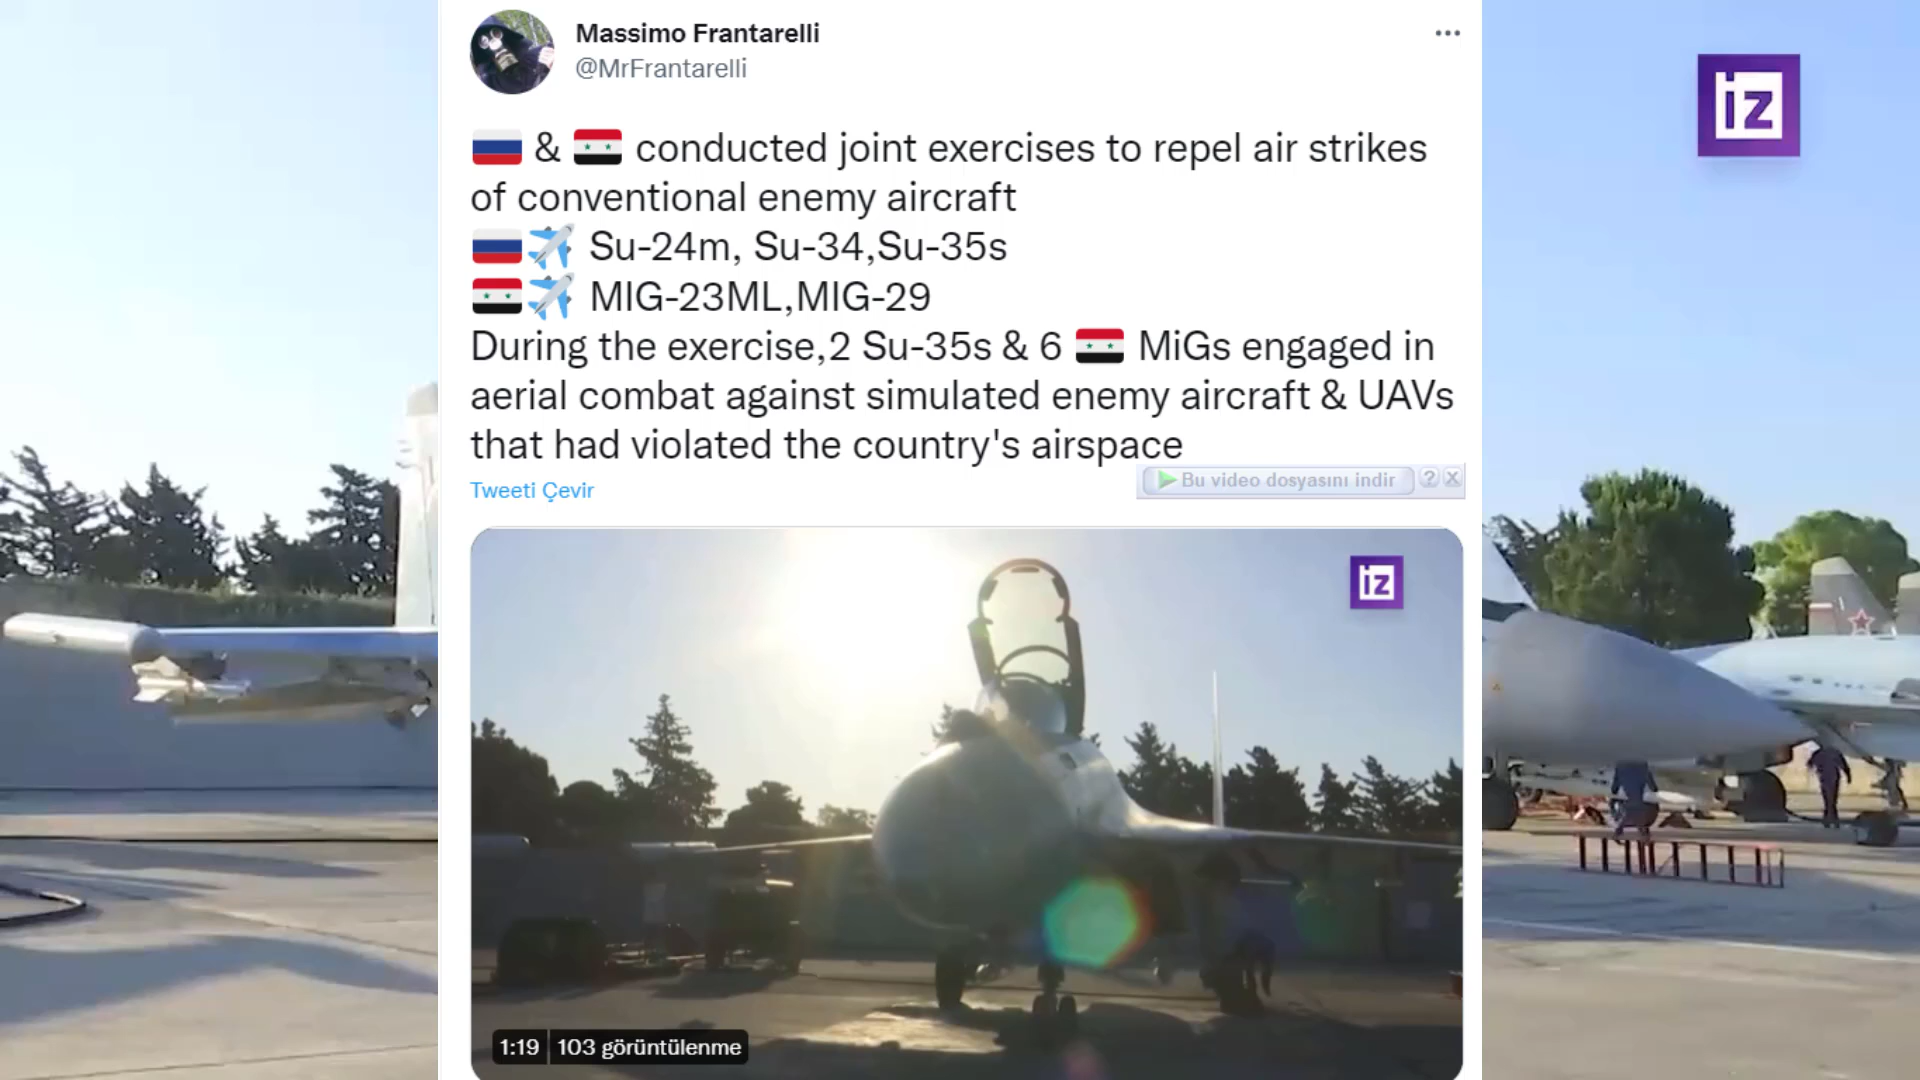 Massimo Frantarelli
@MrFrantarelli
iz
& conducted joint exercises to repel air strikes
of conventional enemy aircraft
Su-24m, Su-34,Su-35s
MIG-23ML,MIG-29
During the exercise,2 Su-35s & 6 MiGs engaged in
aerial combat against simulated enemy aircraft & UAVs
that had violated the country's airspace
Bu video dosyasını indir ? X
Tweeti Çevir
iz
1:19 103 görüntülenme